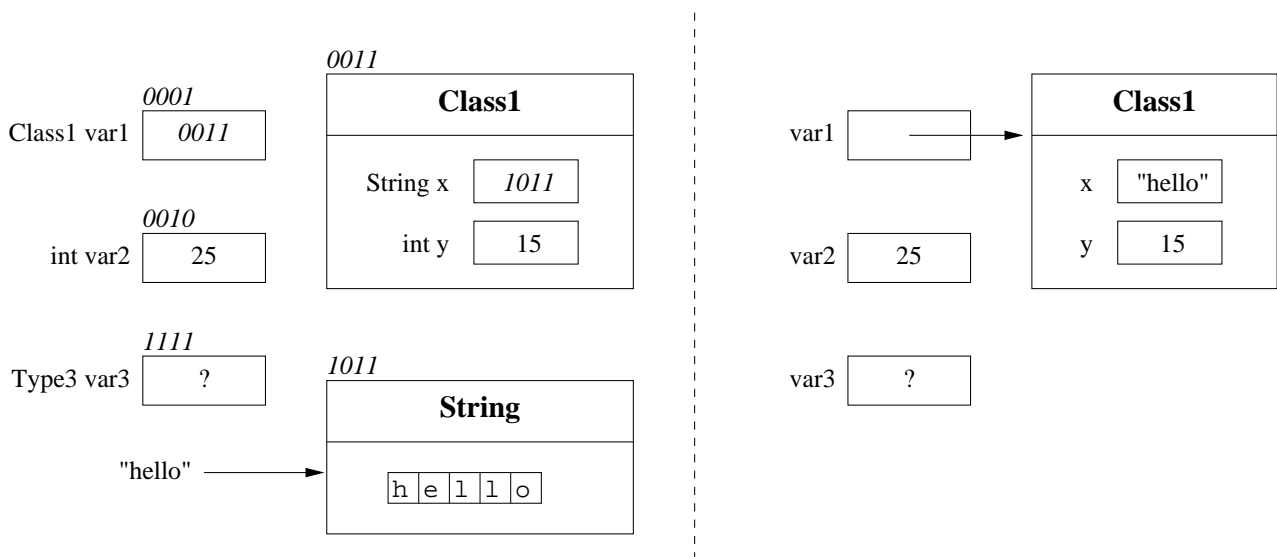 0011
Class1
0001
Class1 var1 0011
String x 1011
0010
int var2 25
int y 15
1111
Type3 var3 ?
1011
String
"hello"
h e l l o
Class1
var1
x "hello"
y 15
var2 25
var3 ?